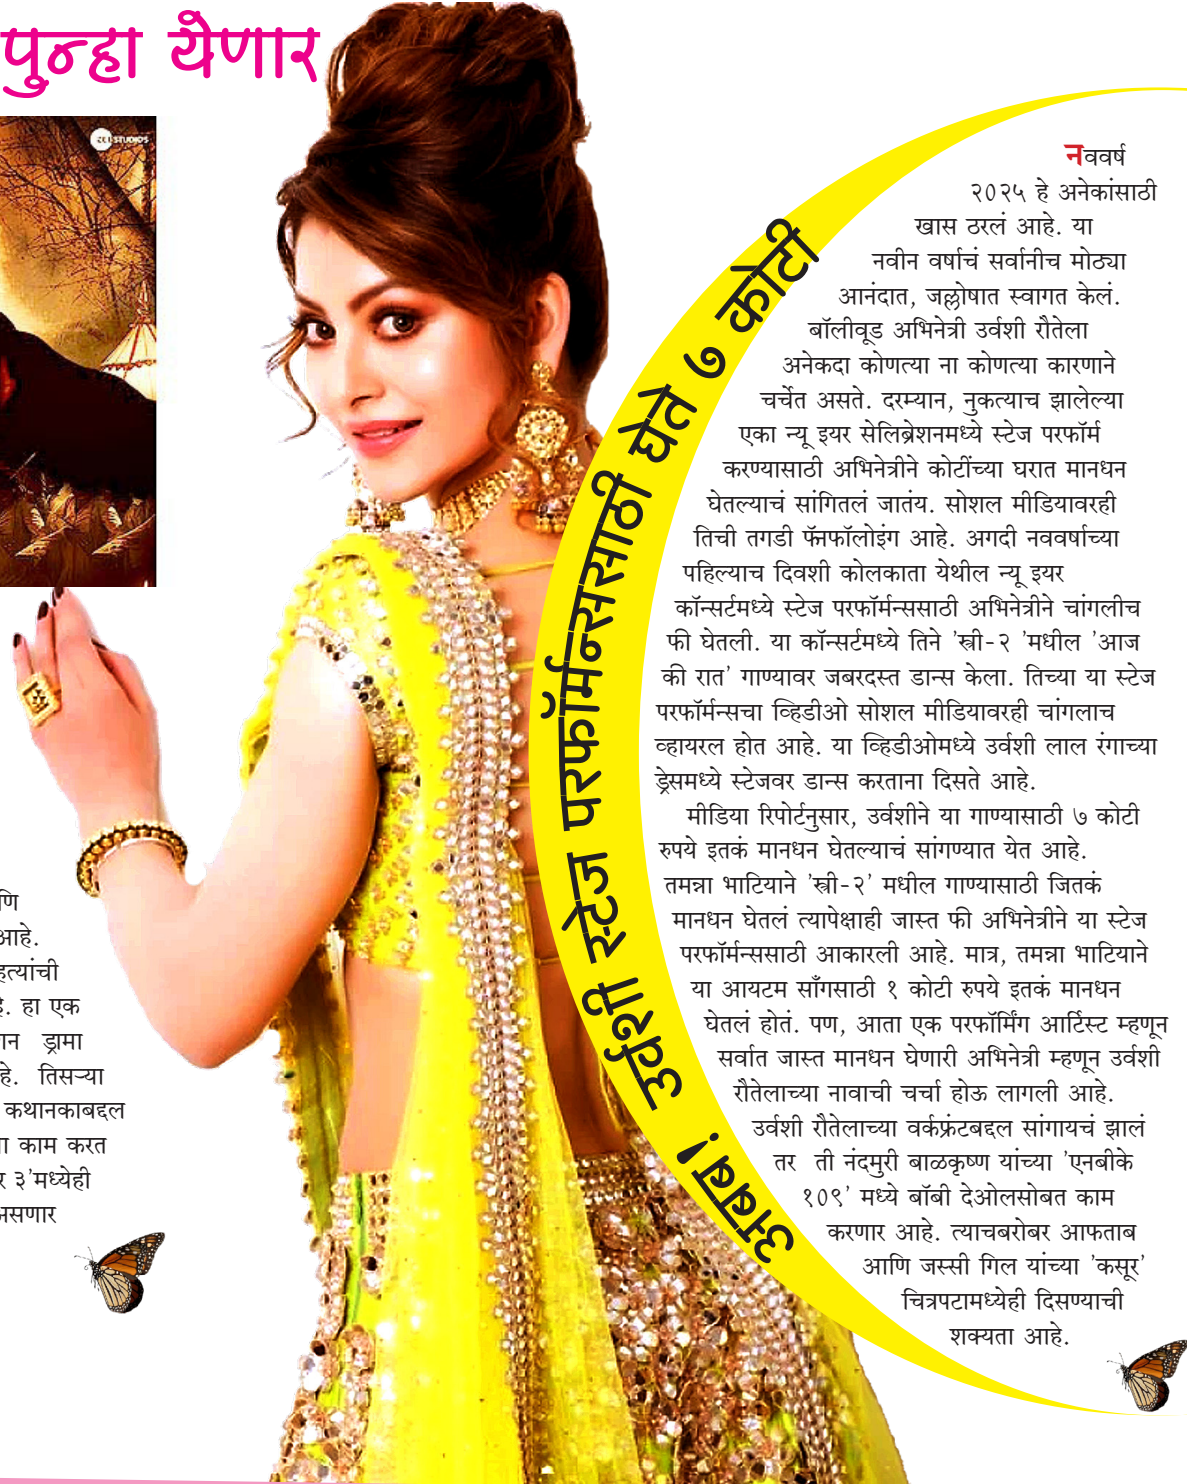 पुन्हा येणार
ZEE STUDIOS
णि
आहे.
हत्यांची
हे. हा एक
ान ड्रामा
हे. तिसऱ्या
कथानकाबद्दल
ा काम करत
र ३'मध्येही
असणार
अबब! उर्वशी स्टेज परफॉर्मन्ससाठी घेते ७ कोटी
नववर्ष
२०२५ हे अनेकांसाठी
खास ठरलं आहे. या
नवीन वर्षाचं सर्वानीच मोठ्या
आनंदात, जल्लोषात स्वागत केलं.
बॉलीवूड अभिनेत्री उर्वशी रौतेला
अनेकदा कोणत्या ना कोणत्या कारणाने
चर्चेत असते. दरम्यान, नुकत्याच झालेल्या
एका न्यू इयर सेलिब्रेशनमध्ये स्टेज परफॉर्म
करण्यासाठी अभिनेत्रीने कोटींच्या घरात मानधन
घेतल्याचं सांगितलं जातंय. सोशल मीडियावरही
तिची तगडी फॅनफॉलोइंग आहे. अगदी नववर्षाच्या
पहिल्याच दिवशी कोलकाता येथील न्यू इयर
कॉन्सर्टमध्ये स्टेज परफॉर्मन्ससाठी अभिनेत्रीने चांगलीच
फी घेतली. या कॉन्सर्टमध्ये तिने 'स्त्री-२ 'मधील 'आज
की रात' गाण्यावर जबरदस्त डान्स केला. तिच्या या स्टेज
परफॉर्मन्सचा व्हिडीओ सोशल मीडियावरही चांगलाच
व्हायरल होत आहे. या व्हिडीओमध्ये उर्वशी लाल रंगाच्या
ड्रेसमध्ये स्टेजवर डान्स करताना दिसते आहे.
मीडिया रिपोर्टनुसार, उर्वशीने या गाण्यासाठी ७ कोटी
रुपये इतकं मानधन घेतल्याचं सांगण्यात येत आहे.
तमन्ना भाटियाने 'स्त्री-२' मधील गाण्यासाठी जितकं
मानधन घेतलं त्यापेक्षाही जास्त फी अभिनेत्रीने या स्टेज
परफॉर्मन्ससाठी आकारली आहे. मात्र, तमन्ना भाटियाने
या आयटम साँगसाठी १ कोटी रुपये इतकं मानधन
घेतलं होतं. पण, आता एक परफॉर्मिंग आर्टिस्ट म्हणून
सर्वात जास्त मानधन घेणारी अभिनेत्री म्हणून उर्वशी
रौतेलाच्या नावाची चर्चा होऊ लागली आहे.
उर्वशी रौतेलाच्या वर्कफ्रंटबद्दल सांगायचं झालं
तर ती नंदमुरी बाळकृष्ण यांच्या 'एनबीके
१०९' मध्ये बॉबी देओलसोबत काम
करणार आहे. त्याचबरोबर आफताब
आणि जस्सी गिल यांच्या 'कसूर'
चित्रपटामध्येही दिसण्याची
शक्यता आहे.